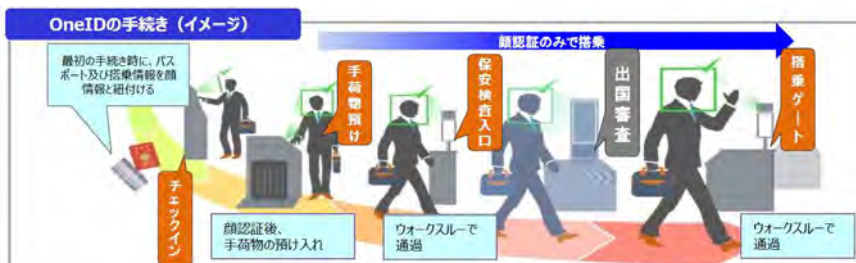 OneIDの手続き（イメージ）
顔認証のみで搭乗
最初の手続き時に、パス
ポート及び搭乗情報を顔
情報と紐付ける
チェックイン
手荷物預け
保安検査入口
出国審査
搭乗ゲート
顔認証後、
手荷物の預け入れ
ウォークスルーで
通過
ウォークスルーで
通過